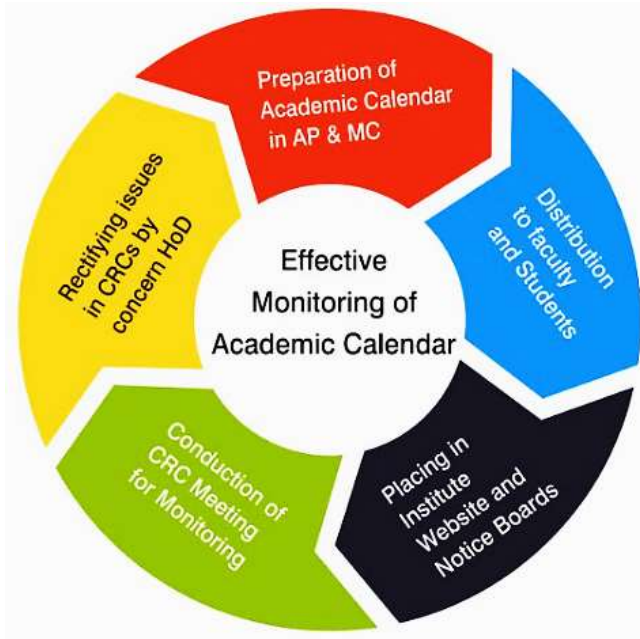 Preparation of
Academic Calendar
in AP & MC
Distribution
to faculty
and Students
Placing in
Institute
Website and
Notice Boards
Conduction of
CRC Meeting
for Monitoring
Rectifying issues
in CRCs by
concern HoD
Effective
Monitoring of
Academic Calendar